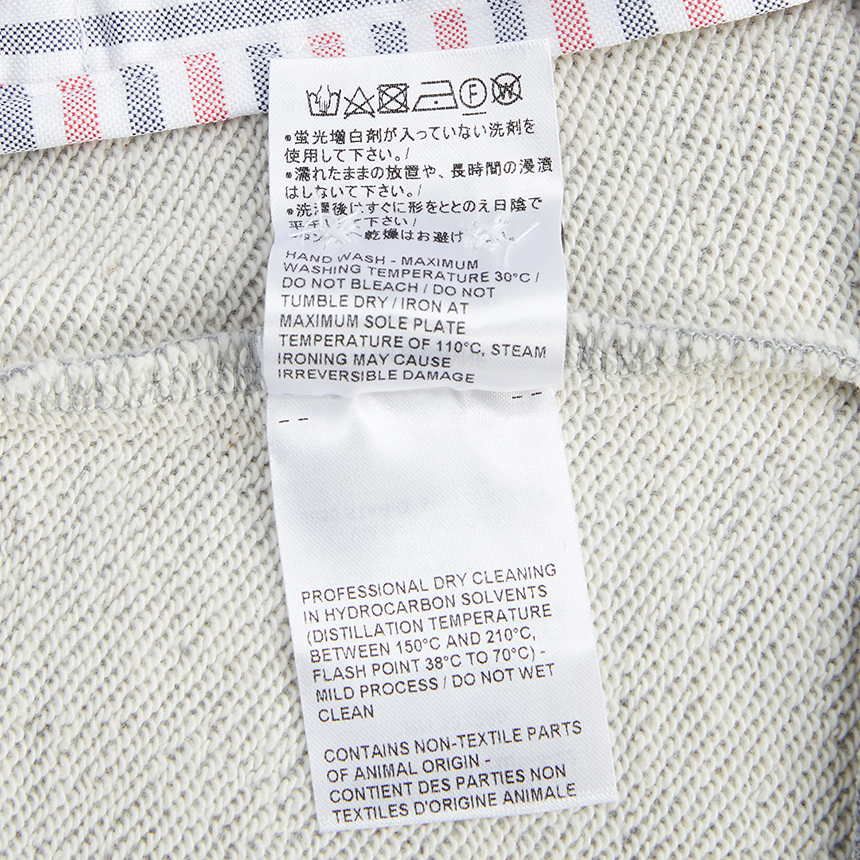 F W
●蛍光増白剤が入っていない洗剤を
使用して下さい。/
●濡れたままの放置や、長時間の浸漬
はしないて下さい。/
●洗濯後はすぐに形をととのえ日陰で
平 下さい/
乾燥はお避け
HAND WASH - MAXIMUM
WASHING TEMPERATURE 30°C /
DO NOT BLEACH / DO NOT
TUMBLE DRY / IRON AT
MAXIMUM SOLE PLATE
TEMPERATURE OF 110°C, STEAM
IRONING MAY CAUSE
IRREVERSIBLE DAMAGE
PROFESSIONAL DRY CLEANING
IN HYDROCARBON SOLVENTS
(DISTILLATION TEMPERATURE
BETWEEN 150°C AND 210°C,
FLASH POINT 38°C TO 70°C) -
MILD PROCESS / DO NOT WET
CLEAN
CONTAINS NON-TEXTILE PARTS
OF ANIMAL ORIGIN -
CONTIENT DES PARTIES NON
TEXTILES D'ORIGINE ANIMALE